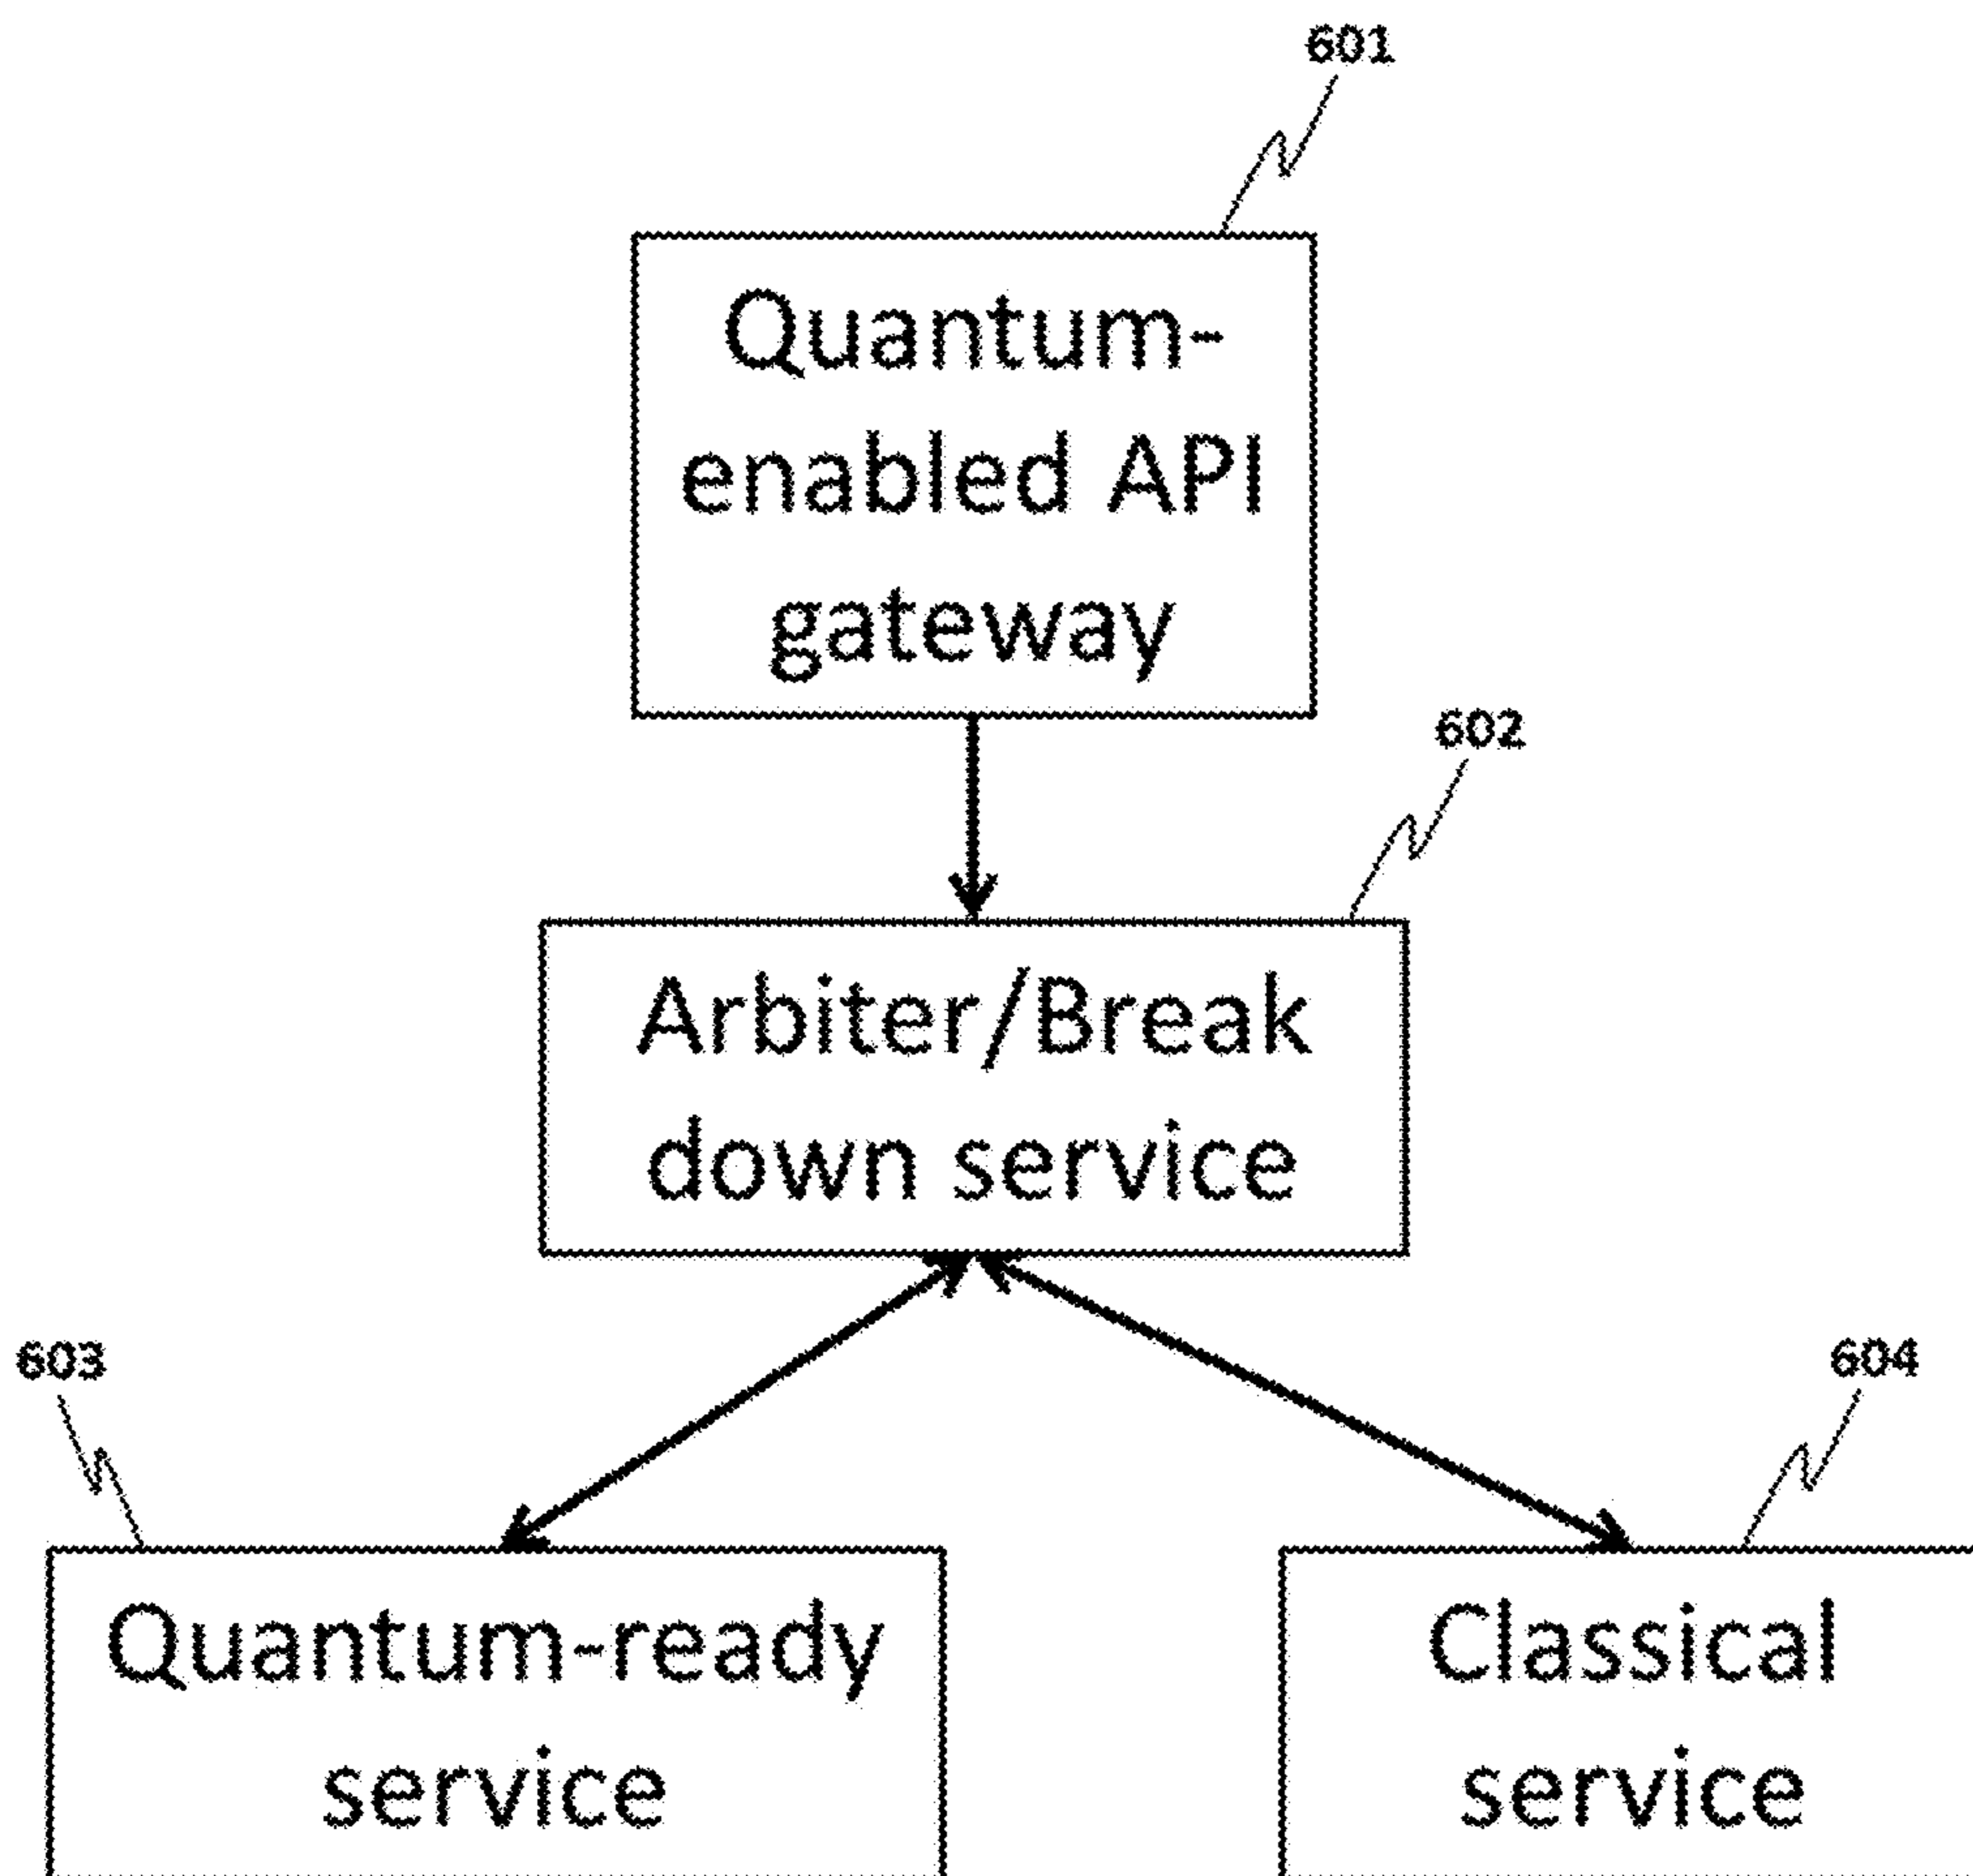 601
Quantum-
enabled API
gateway
602
Arbiter/Break
down service
603
604
Quantum-ready
service
Classical
service